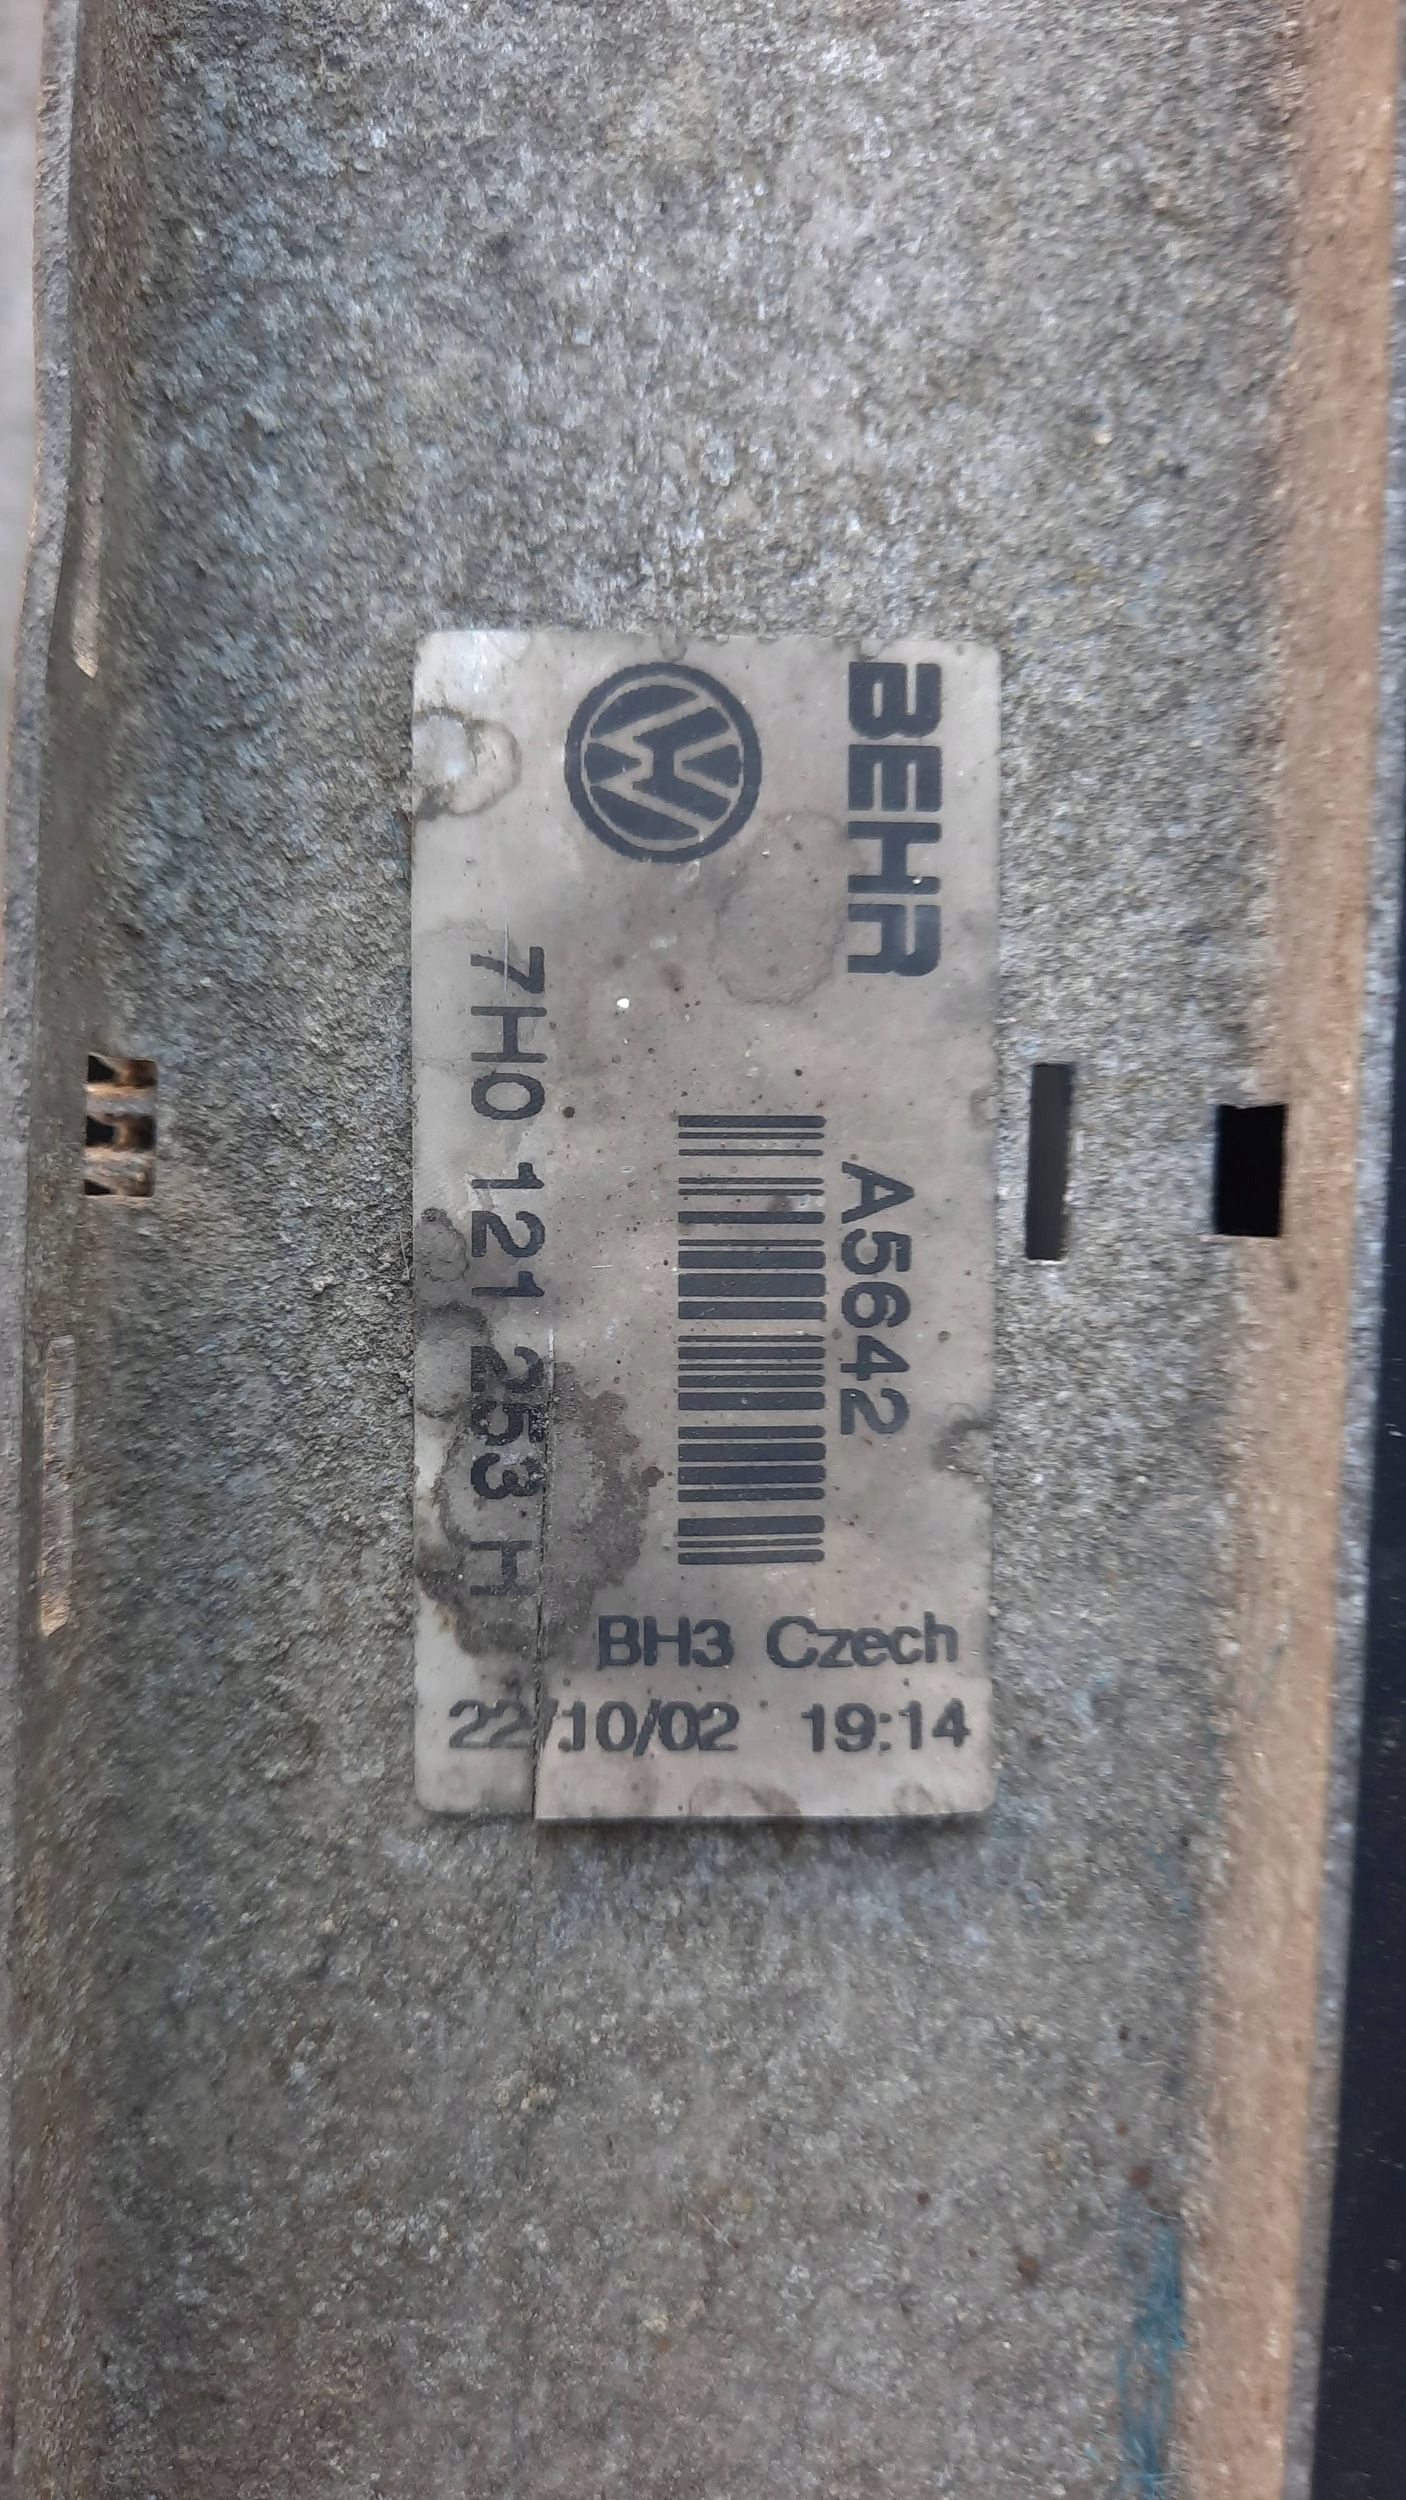 BEHR
A5642
7H0 121 253 H
BH3 Czech
22/10/02 19:14